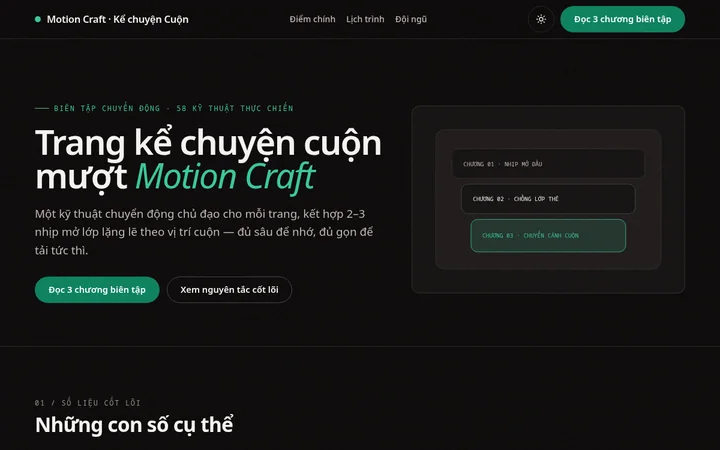 Motion Craft · Kể chuyện Cuộn
Điểm chính Lịch trình Đội ngũ
Đọc 3 chương biên tập
BIÊN TẬP CHUYỂN ĐỘNG · 58 KỸ THUẬT THỰC CHIẾN
Trang kể chuyện cuộn
mượt Motion Craft
Một kỹ thuật chuyển động chủ đạo cho mỗi trang, kết hợp 2–3
nhịp mở lớp lặng lẽ theo vị trí cuộn — đủ sâu để nhớ, đủ gọn để
tải tức thì.
Đọc 3 chương biên tập
Xem nguyên tắc cốt lõi
CHƯƠNG 01 · NHỊP MỞ ĐẦU
CHƯƠNG 02 · CHỒNG LỚP THẺ
CHƯƠNG 03 · CHUYỂN CẢNH CUỘN
01 / SỐ LIỆU CỐT LÕI
Những con số cụ thể